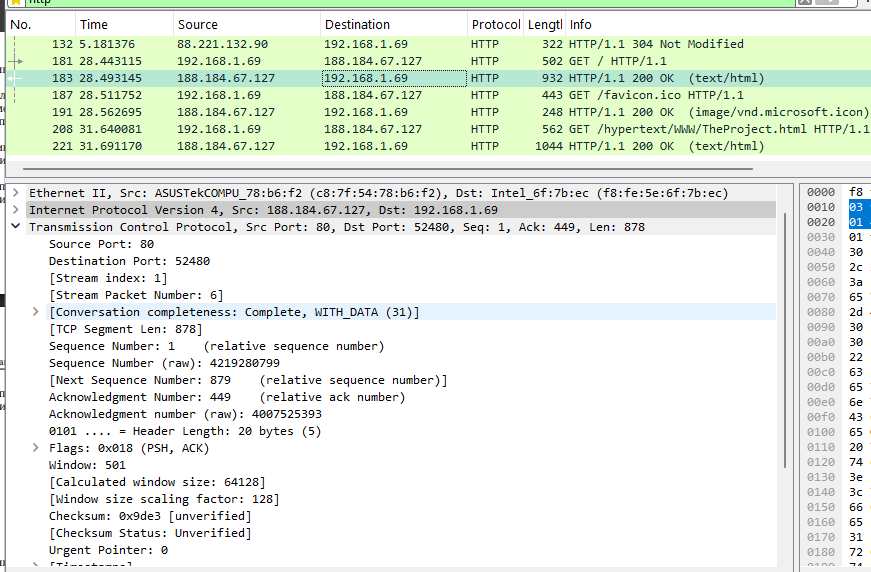 http
No. Time Source Destination Protocol Lengtl Info
132 5.181376 88.221.132.90 192.168.1.69 HTTP 322 HTTP/1.1 304 Not Modified
181 28.443115 192.168.1.69 188.184.67.127 HTTP 502 GET / HTTP/1.1
183 28.493145 188.184.67.127 192.168.1.69 HTTP 932 HTTP/1.1 200 OK (text/html)
187 28.511752 192.168.1.69 188.184.67.127 HTTP 443 GET /favicon.ico HTTP/1.1
191 28.562695 188.184.67.127 192.168.1.69 HTTP 248 HTTP/1.1 200 OK (image/vnd.microsoft.icon)
208 31.640081 192.168.1.69 188.184.67.127 HTTP 562 GET /hypertext/WWW/TheProject.html HTTP/1.1
221 31.691170 188.184.67.127 192.168.1.69 HTTP 1044 HTTP/1.1 200 OK (text/html)
Ethernet II, Src: ASUSTekCOMPU_78:b6:f2 (c8:7f:54:78:b6:f2), Dst: Intel_6f:7b:ec (f8:fe:5e:6f:7b:ec)
Internet Protocol Version 4, Src: 188.184.67.127, Dst: 192.168.1.69
Transmission Control Protocol, Src Port: 80, Dst Port: 52480, Seq: 1, Ack: 449, Len: 878
Source Port: 80
Destination Port: 52480
[Stream index: 1]
[Stream Packet Number: 6]
[Conversation completeness: Complete, WITH_DATA (31)]
[TCP Segment Len: 878]
Sequence Number: 1 (relative sequence number)
Sequence Number (raw): 4219280799
[Next Sequence Number: 879 (relative sequence number)]
Acknowledgment Number: 449 (relative ack number)
Acknowledgment number (raw): 4007525393
0101 .... = Header Length: 20 bytes (5)
Flags: 0x018 (PSH, ACK)
Window: 501
[Calculated window size: 64128]
[Window size scaling factor: 128]
Checksum: 0x9de3 [unverified]
[Checksum Status: Unverified]
Urgent Pointer: 0
[Timestamps]
0000 f8
0010 03
0020 01
0030 01
0040 30
0050 2c
0060 3a
0070 65
0080 2d
0090 30
00a0 30
00b0 22
00c0 63
00d0 65
00e0 6e
00f0 43
0100 65
0110 20
0120 74
0130 3e
0140 3c
0150 66
0160 65
0170 31
0180 72
0190 74